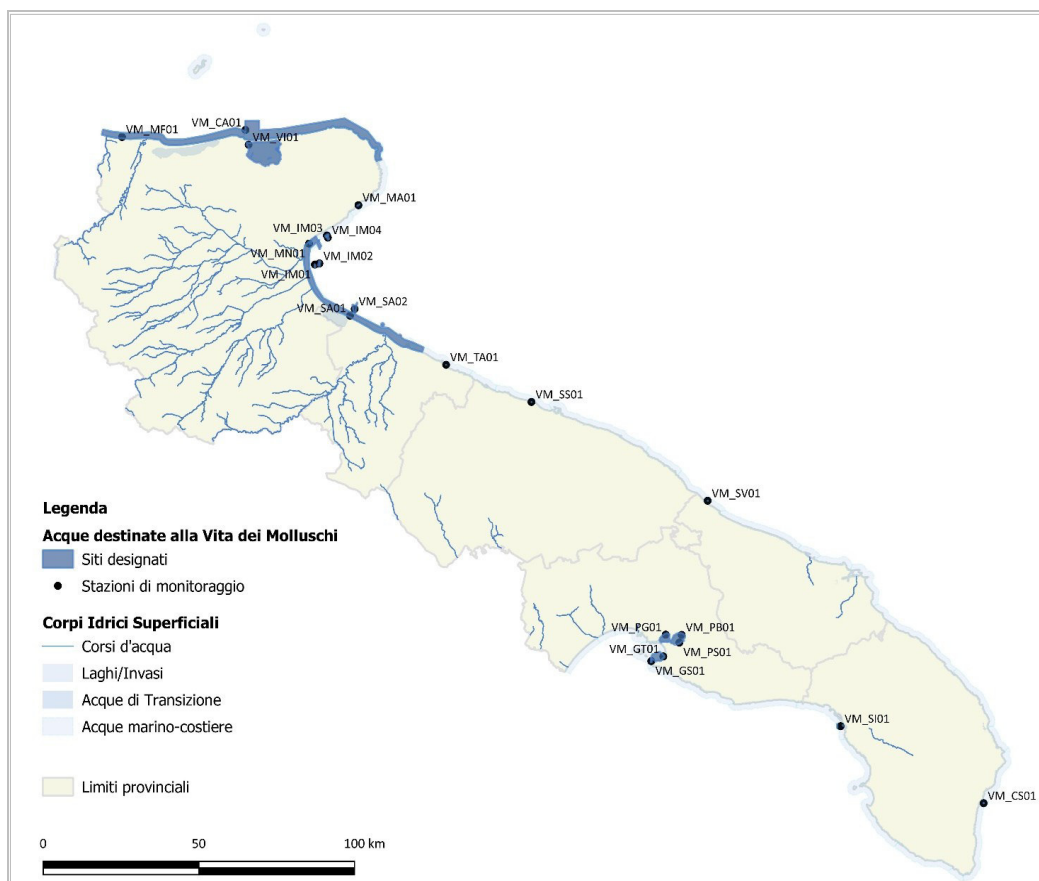 VM_MF01
VM_CA01
VM_VI01
VM_MA01
VM_IM03
VM_IM04
VM_MN01
VM_IM02
VM_IM01
VM_SA02
VM_SA01
VM_TA01
VM_SS01
VM_SV01
Legenda
Acque destinate alla Vita dei Molluschi
Siti designati
Stazioni di monitoraggio
Corpi Idrici Superficiali
Corsi d'acqua
Laghi/Invasi
Acque di Transizione
Acque marino-costiere
Limiti provinciali
VM_PG01
VM_PB01
VM_GT01
VM_PS01
VM_GS01
VM_SI01
VM_CS01
0 50 100 km